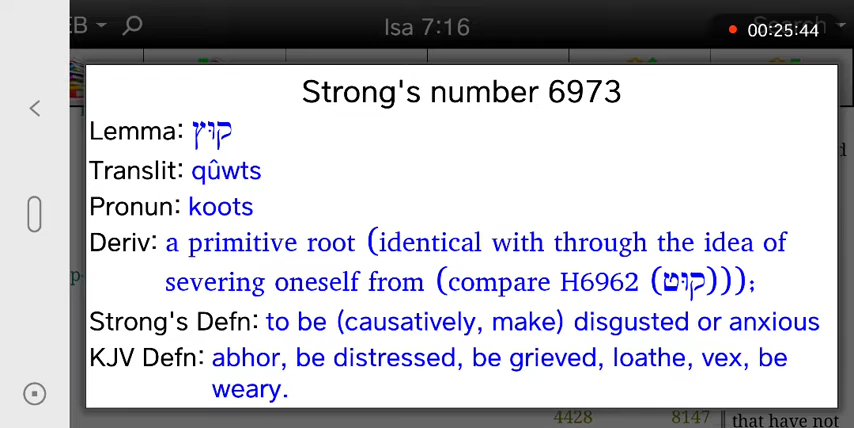 EB
Isa 7:16
Search
00:25:44
Strong's number 6973
Lemma: קוּץ
Translit: qûwts
Pronun: koots
Deriv: a primitive root (identical with through the idea of
severing oneself from (compare H6962 (קוּט)));
Strong's Defn: to be (causatively, make) disgusted or anxious
KJV Defn: abhor, be distressed, be grieved, loathe, vex, be
weary.
4428 8147 that have not